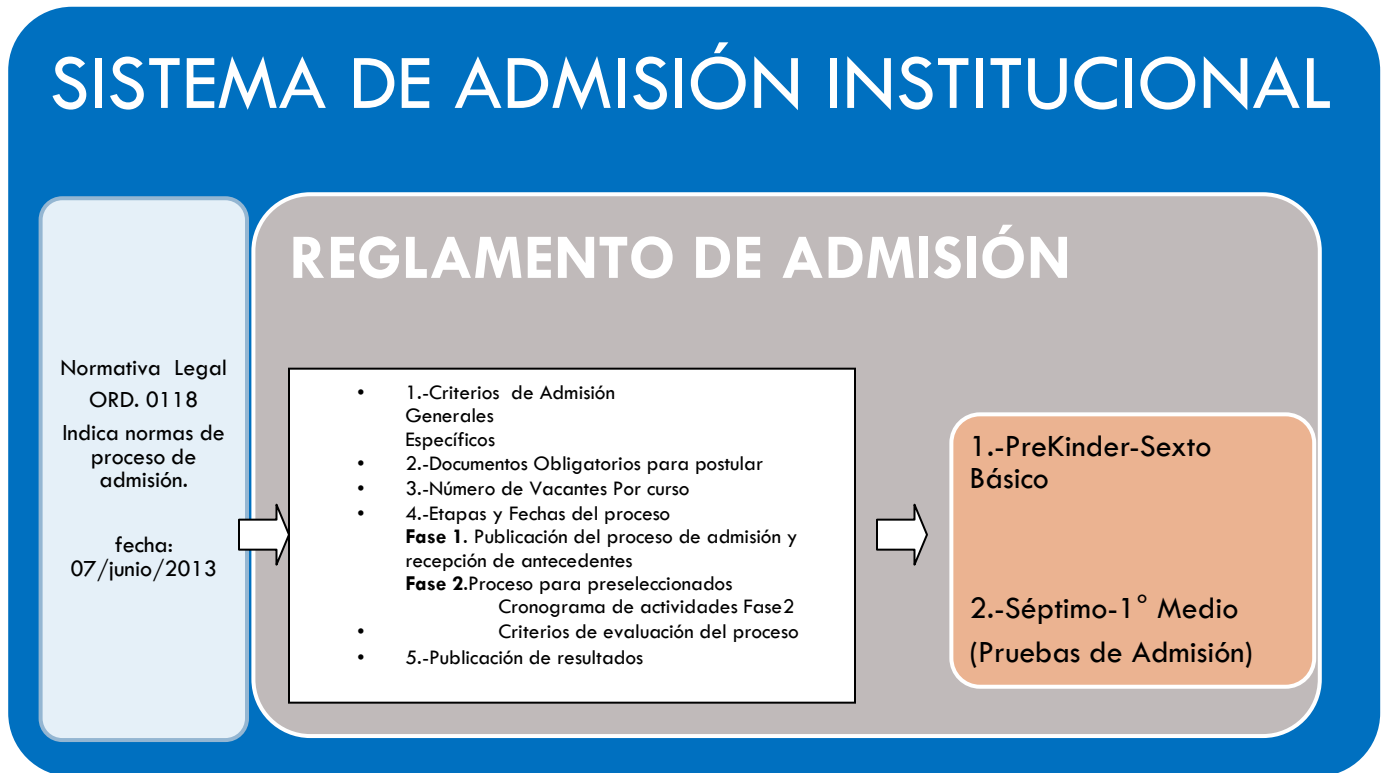 SISTEMA DE ADMISIÓN INSTITUCIONAL
Normativa Legal
ORD. 0118
Indica normas de
proceso de
admisión.
fecha:
07/junio/2013
REGLAMENTO DE ADMISIÓN
• 1.-Criterios de Admisión
Generales
Específicos
• 2.-Documentos Obligatorios para postular
• 3.-Número de Vacantes Por curso
• 4.-Etapas y Fechas del proceso
Fase 1. Publicación del proceso de admisión y
recepción de antecedentes
Fase 2.Proceso para preseleccionados
Cronograma de actividades Fase2
• Criterios de evaluación del proceso
• 5.-Publicación de resultados
1.-PreKinder-Sexto
Básico
2.-Séptimo-1° Medio
(Pruebas de Admisión)